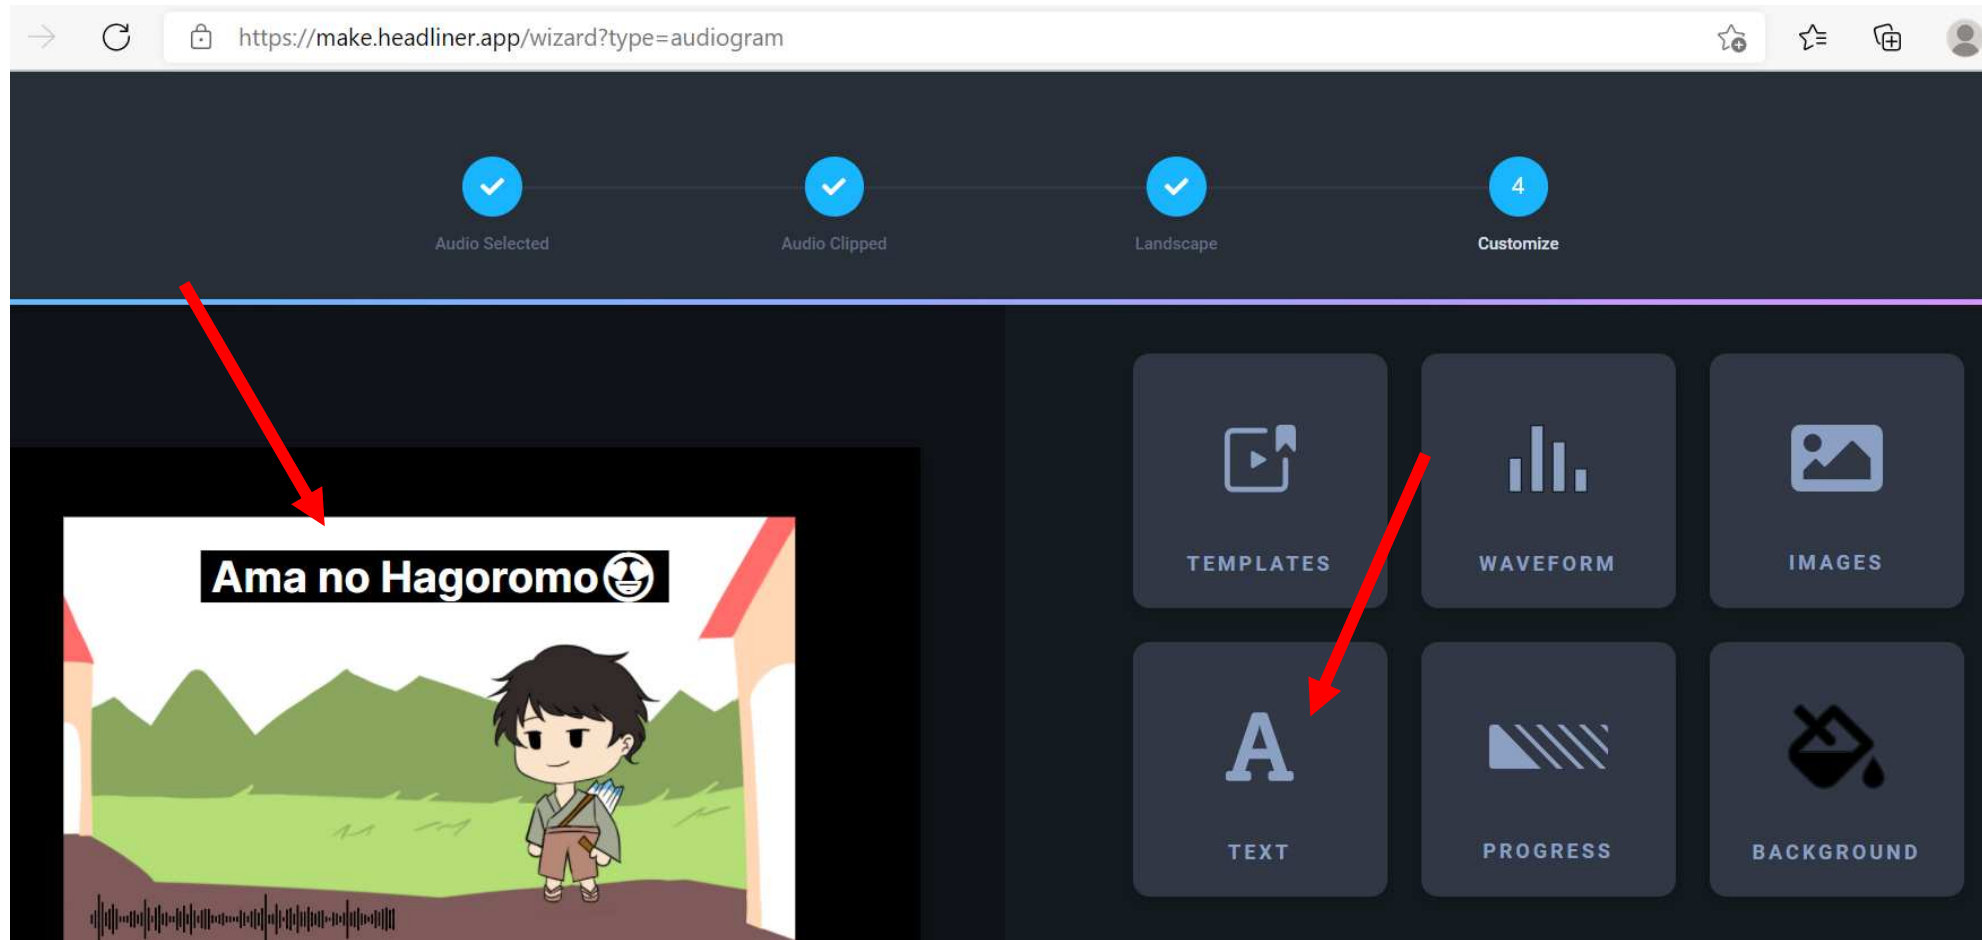 https://make.headliner.app/wizard?type=audiogram
4
Audio Selected
Audio Clipped
Landscape
Customize
Ama no Hagoromo😍
TEMPLATES
WAVEFORM
IMAGES
A
TEXT
PROGRESS
BACKGROUND